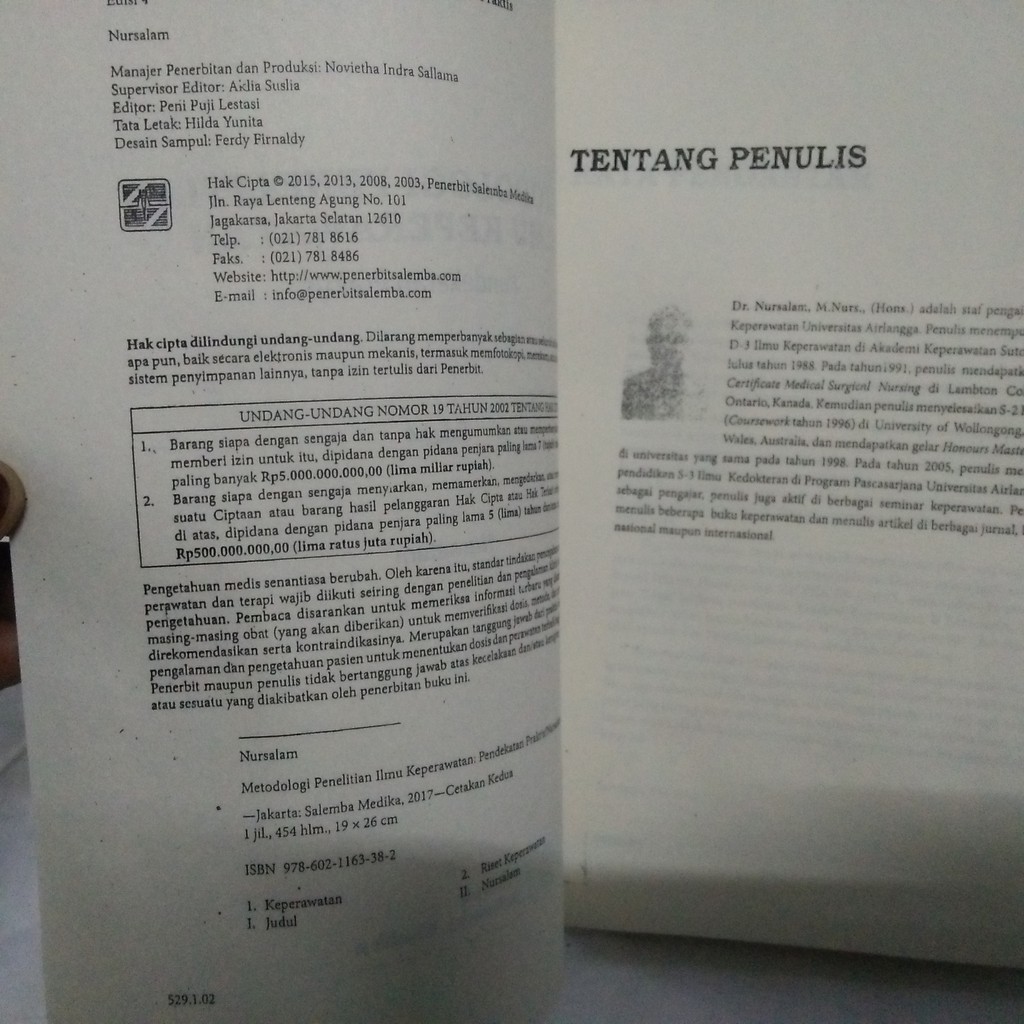 Edisi 4
Nursalam
Manajer Penerbitan dan Produksi: Novietha Indra Sallama
Supervisor Editor: Aklia Suslia
Editor: Peni Puji Lestasi
Tata Letak: Hilda Yunita
Desain Sampul: Ferdy Firnaldy
Hak Cipta © 2015, 2013, 2008, 2003, Penerbit Salemba Medika
Jln. Raya Lenteng Agung No. 101
Jagakarsa, Jakarta Selatan 12610
Telp. : (021) 781 8616
Faks. : (021) 781 8486
Website: http://www.penerbitsalemba.com
E-mail : info@penerbitsalemba.com
Hak cipta dilindungi undang-undang. Dilarang memperbanyak sebagian
apa pun, baik secara elektronis maupun mekanis, termasuk memfotokopi,
sistem penyimpanan lainnya, tanpa izin tertulis dari Penerbit.
UNDANG-UNDANG NOMOR 19 TAHUN 2002 TENTANG
1. Barang siapa dengan sengaja dan tanpa hak mengumumkan atau
memberi izin untuk itu, dipidana dengan pidana penjara paling lama 7
paling banyak Rp5.000.000.000,00 (lima miliar rupiah).
2. Barang siapa dengan sengaja menyiarkan, memamerkan, mengedarkan,
suatu Ciptaan atau barang hasil pelanggaran Hak Cipta atau Hak
di atas, dipidana dengan pidana penjara paling lama 5 (lima) tahun
Rp500.000.000,00 (lima ratus juta rupiah).
Pengetahuan medis senantiasa berubah. Oleh karena itu, standar tindakan
perawatan dan terapi wajib diikuti seiring dengan penelitian dan pengalaman
pengetahuan. Pembaca disarankan untuk memeriksa informasi terbaru yang
masing-masing obat (yang akan diberikan) untuk memverifikasi dosis,
direkomendasikan serta kontraindikasinya. Merupakan tanggung jawab dari
pengalaman dan pengetahuan pasien untuk menentukan dosis dan perawatan
Penerbit maupun penulis tidak bertanggung jawab atas kecelakaan dan/atau
atau sesuatu yang diakibatkan oleh penerbitan buku ini.
Nursalam
Metodologi Penelitian Ilmu Keperawatan: Pendekatan Praktis/
—Jakarta: Salemba Medika, 2017—Cetakan Kedua
1 jil., 454 hlm., 19 × 26 cm
ISBN 978-602-1163-38-2
1. Keperawatan 2. Riset Keperawatan
I. Judul II. Nursalam
529.1.02
TENTANG PENULIS
Dr. Nursalam, M.Nurs., (Hons.) adalah staf
Keperawatan Universitas Airlangga. Penulis
D-3 Ilmu Keperawatan di Akademi Keperawatan
lulus tahun 1988. Pada tahun1991, penulis
Certificate Medical Surgical Nursing di Lambton
Ontario, Kanada. Kemudian penulis menyelesaikan S-2
(Coursework tahun 1996) di University of Wollongong,
Wales, Australia, dan mendapatkan gelar Honours
di universitas yang sama pada tahun 1998. Pada tahun 2005, penulis
pendidikan S-3 Ilmu Kedokteran di Program Pascasarjana Universitas
sebagai pengajar, penulis juga aktif di berbagai seminar keperawatan.
menulis beberapa buku keperawatan dan menulis artikel di berbagai jurnal,
nasional maupun internasional